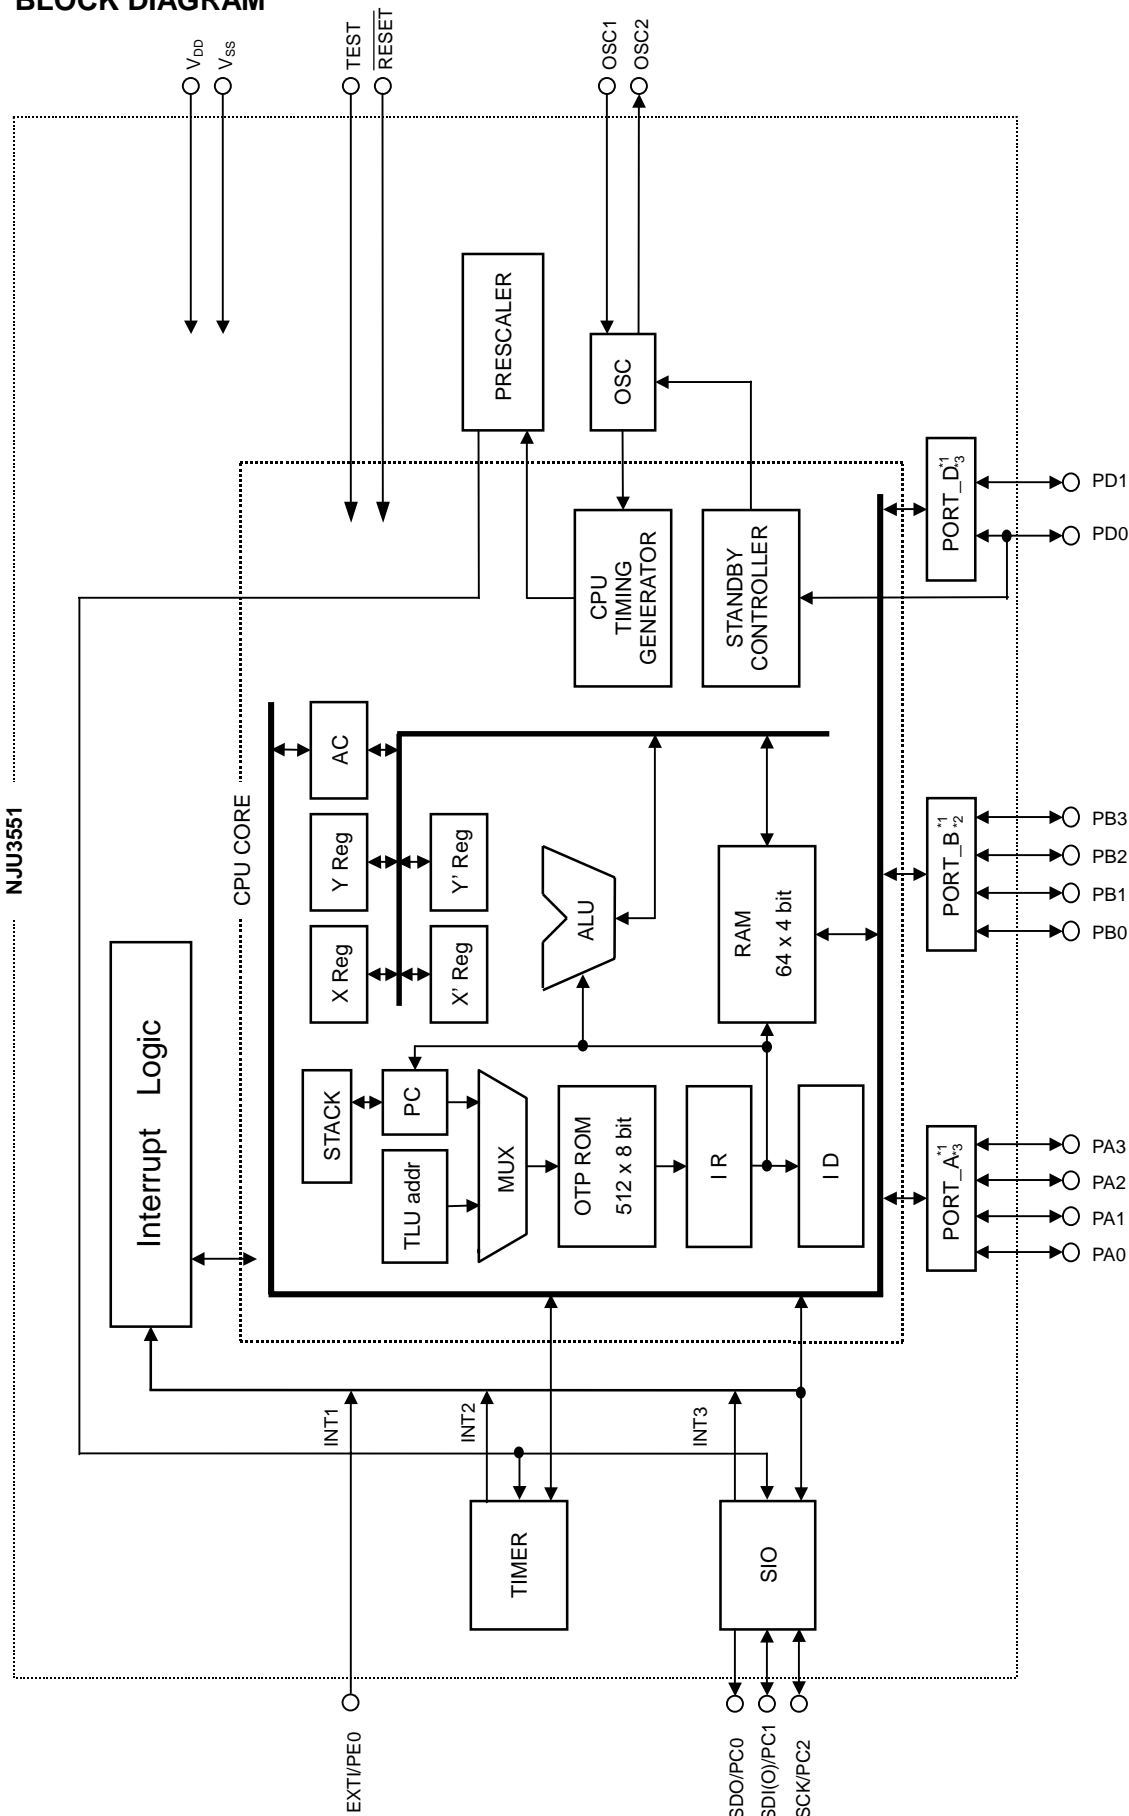 BLOCK DIAGRAM
NJU3551
VDD
VSS
TEST
RESET
OSC1
OSC2
PRESCALER
OSC
CPU CORE
CPU
TIMING
GENERATOR
STANDBY
CONTROLLER
PORT_D*1
*3
PD1
PD0
AC
Y Reg
Y' Reg
X Reg
X' Reg
ALU
RAM
64 x 4 bit
PORT_B*1
*2
PB3
PB2
PB1
PB0
Interrupt Logic
STACK
PC
TLU addr
MUX
OTP ROM
512 x 8 bit
I R
I D
PORT_A*1
*3
PA3
PA2
PA1
PA0
INT1
INT2
INT3
TIMER
SIO
EXTI/PE0
SDO/PC0
SDI(O)/PC1
SCK/PC2